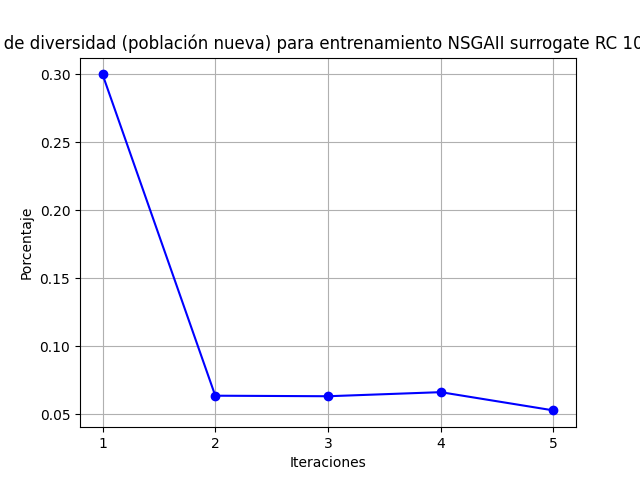 de diversidad (población nueva) para entrenamiento NSGAII surrogate RC 10
0.30
0.25
0.20
0.15
0.10
0.05
Porcentaje
1 2 3 4 5
Iteraciones